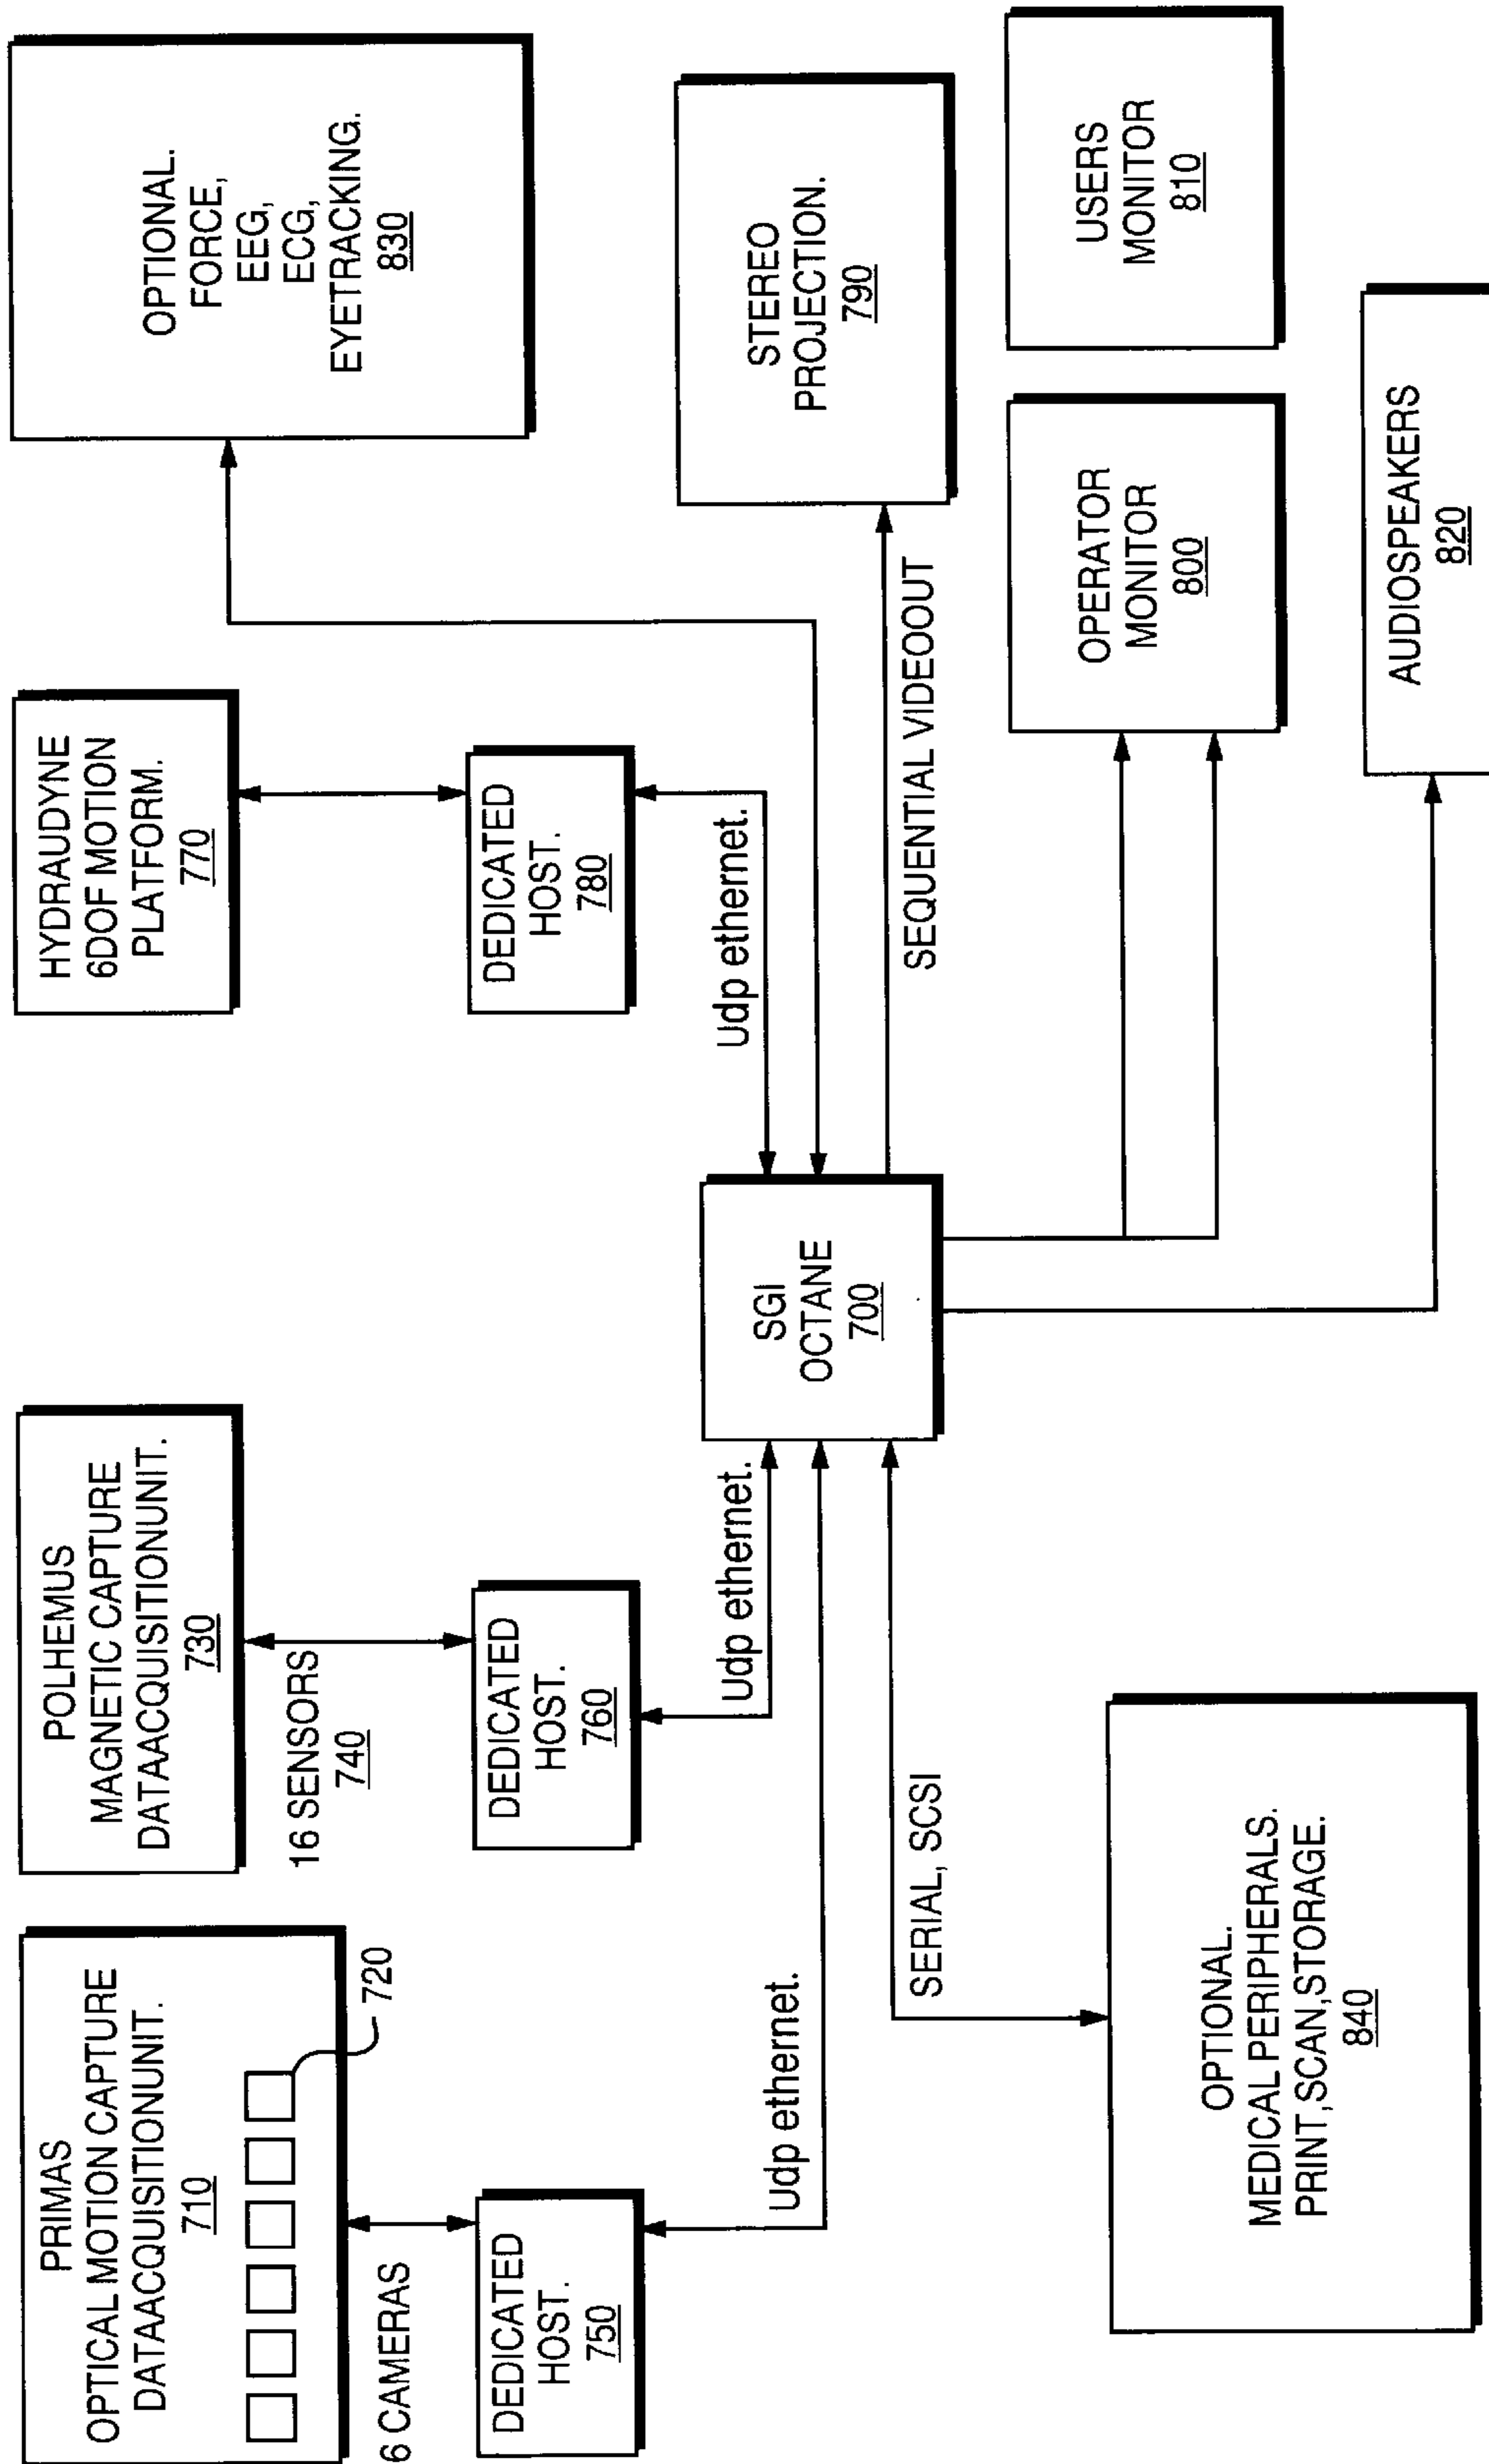 PRIMAS
OPTICAL MOTION CAPTURE
DATAACQUISITIONUNIT.
710
720
6 CAMERAS
DEDICATED
HOST.
750
Udp ethernet.
POLHEMUS
MAGNETIC CAPTURE
DATAACQUISITIONUNIT.
730
16 SENSORS
740
DEDICATED
HOST.
760
Udp ethernet.
HYDRAUDYNE
6DOF MOTION
PLATFORM.
770
DEDICATED
HOST.
780
Udp ethernet.
OPTIONAL.
FORCE,
EEG,
ECG,
EYETRACKING.
830
SGI
OCTANE
700
SERIAL, SCSI
OPTIONAL.
MEDICAL PERIPHERALS.
PRINT,SCAN,STORAGE.
840
SEQUENTIAL VIDEOOUT
STEREO
PROJECTION.
790
OPERATOR
MONITOR
800
USERS
MONITOR
810
AUDIOSPEAKERS
820